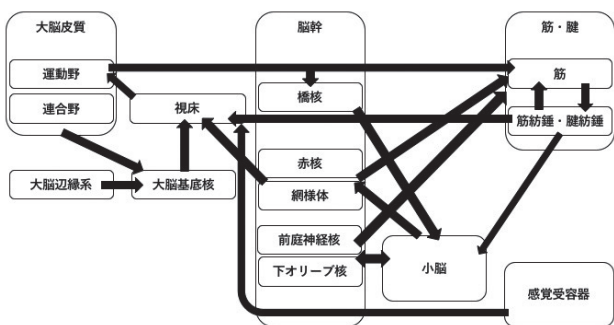 大脳皮質
運動野
連合野
視床
大脳辺縁系
大脳基底核
脳幹
橋核
赤核
網様体
前庭神経核
下オリーブ核
小脳
筋・腱
筋
筋紡錘・腱紡錘
感覚受容器